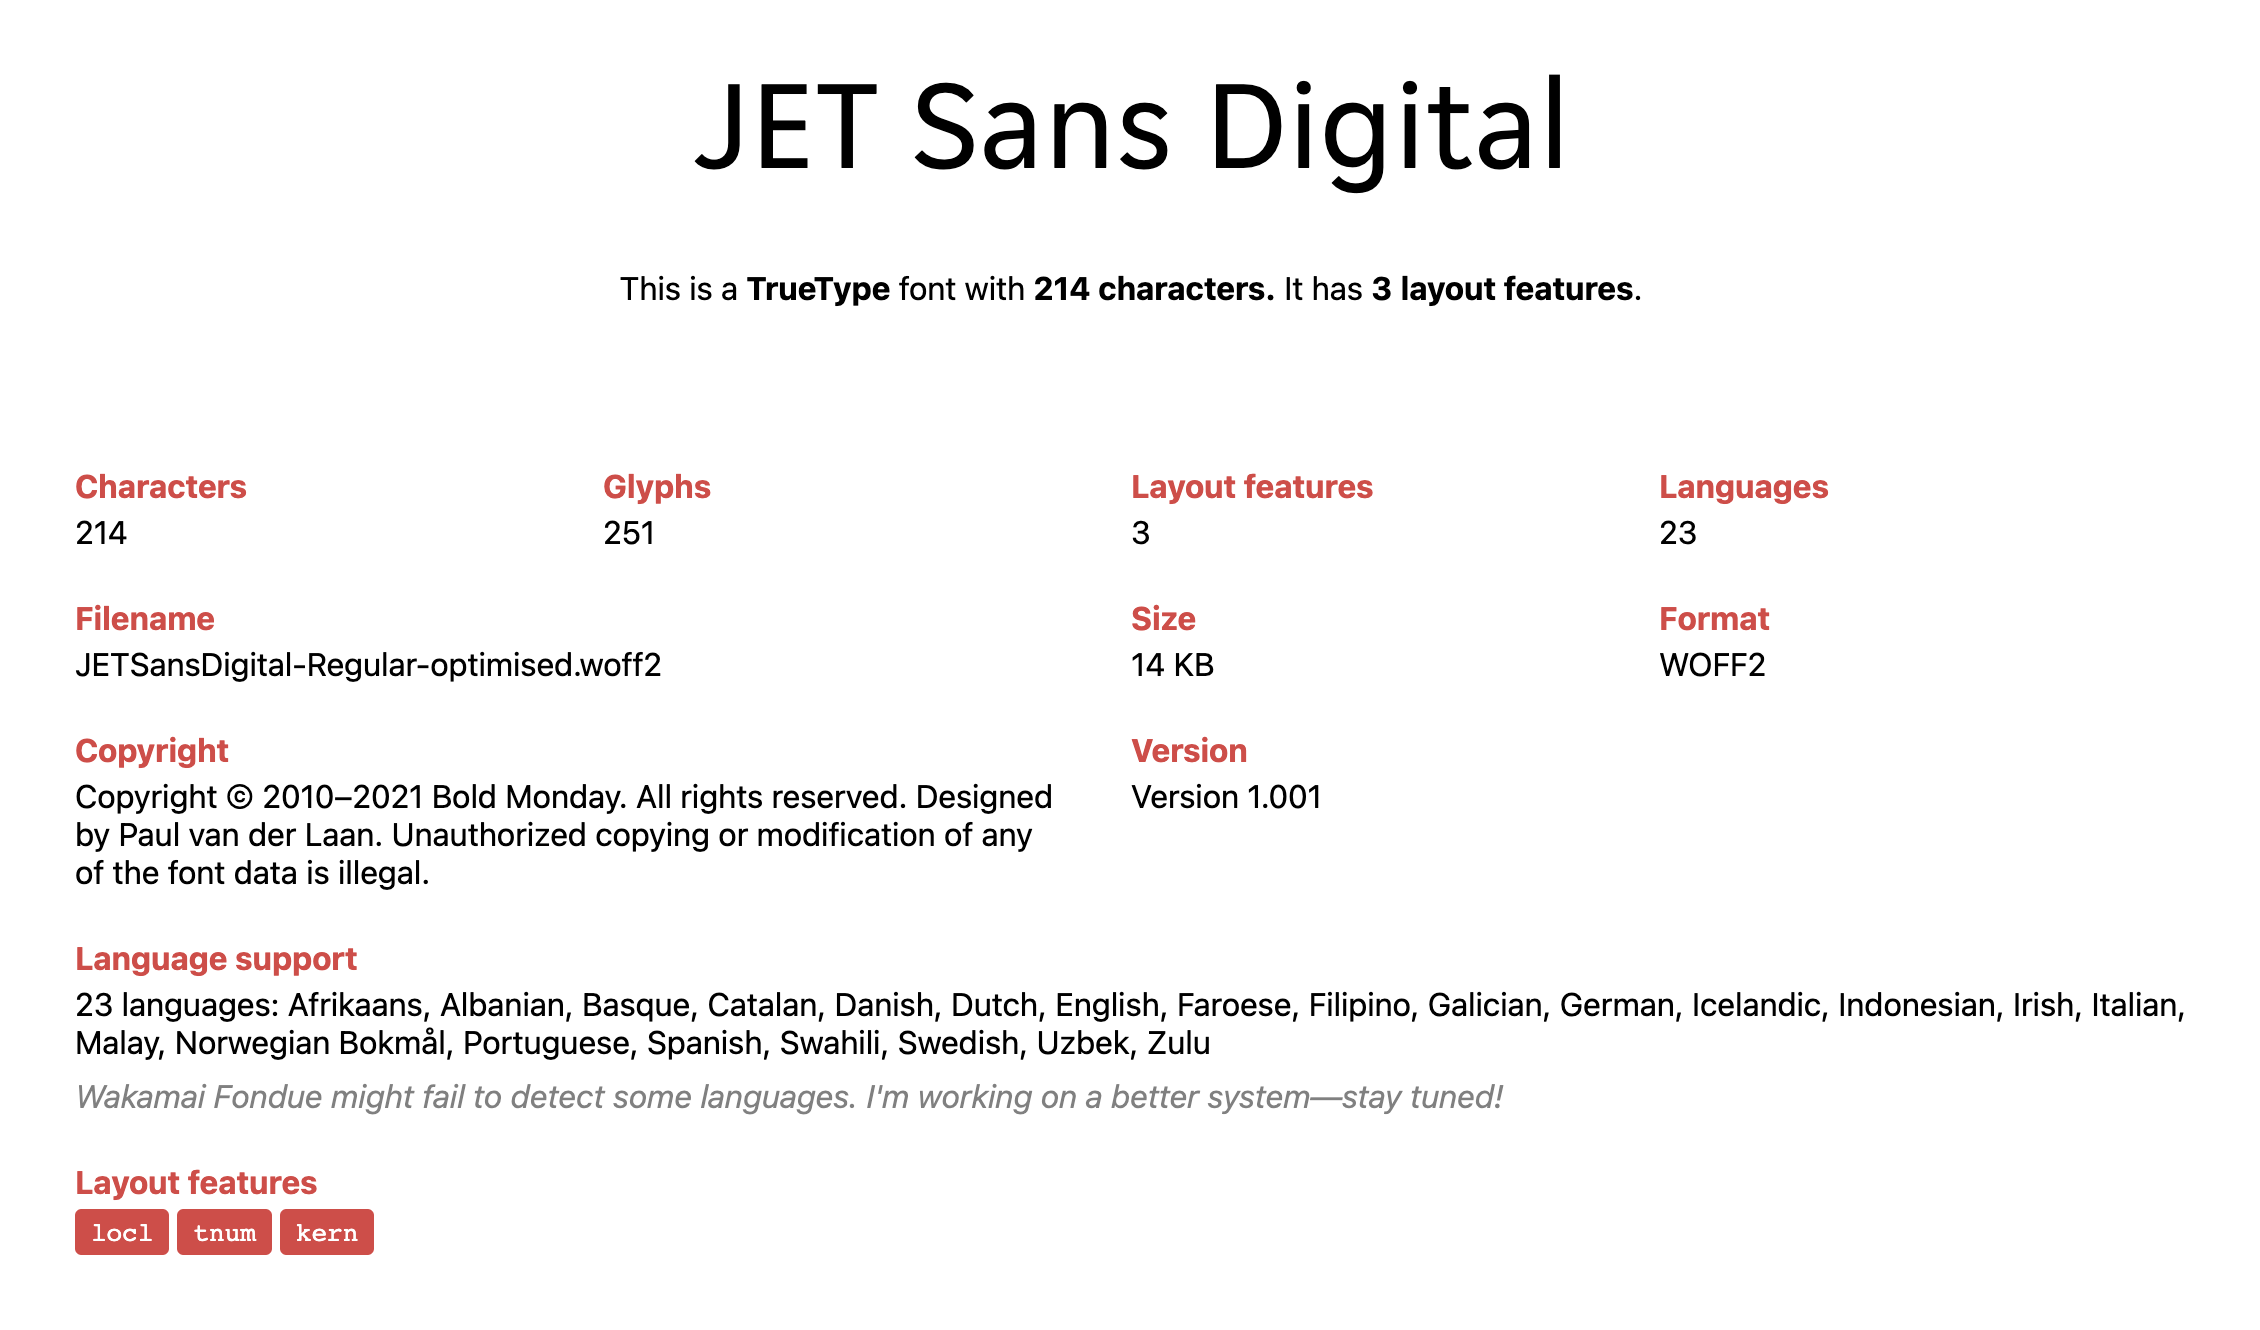 JET Sans Digital
This is a TrueType font with 214 characters. It has 3 layout features.
Characters
214
Glyphs
251
Layout features
3
Languages
23
Filename
JETSansDigital-Regular-optimised.woff2
Size
14 KB
Format
WOFF2
Copyright
Copyright © 2010–2021 Bold Monday. All rights reserved. Designed
by Paul van der Laan. Unauthorized copying or modification of any
of the font data is illegal.
Version
Version 1.001
Language support
23 languages: Afrikaans, Albanian, Basque, Catalan, Danish, Dutch, English, Faroese, Filipino, Galician, German, Icelandic, Indonesian, Irish, Italian,
Malay, Norwegian Bokmål, Portuguese, Spanish, Swahili, Swedish, Uzbek, Zulu
Wakamai Fondue might fail to detect some languages. I'm working on a better system—stay tuned!
Layout features
locl tnum kern